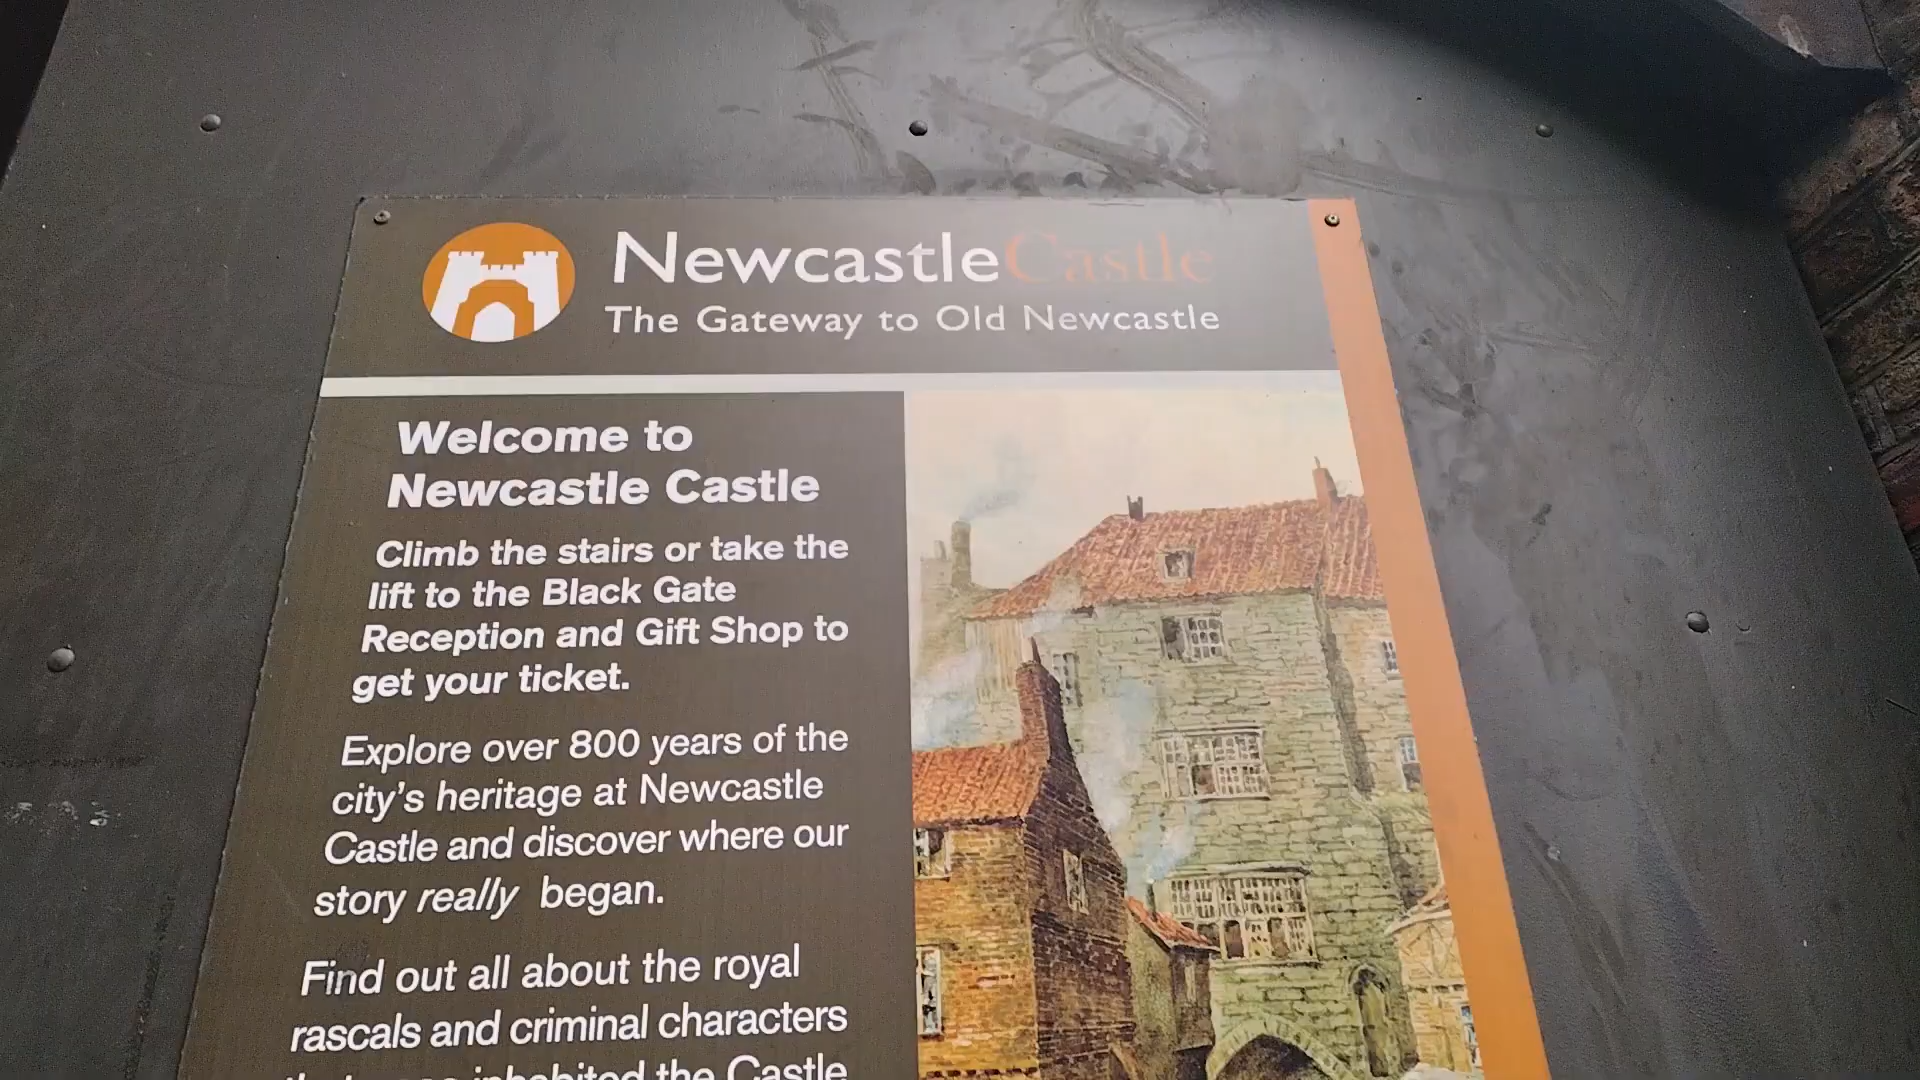 NewcastleCastle
The Gateway to Old Newcastle
Welcome to
Newcastle Castle
Climb the stairs or take the
lift to the Black Gate
Reception and Gift Shop to
get your ticket.
Explore over 800 years of the
city's heritage at Newcastle
Castle and discover where our
story really began.
Find out all about the royal
rascals and criminal characters
inhabited the Castle